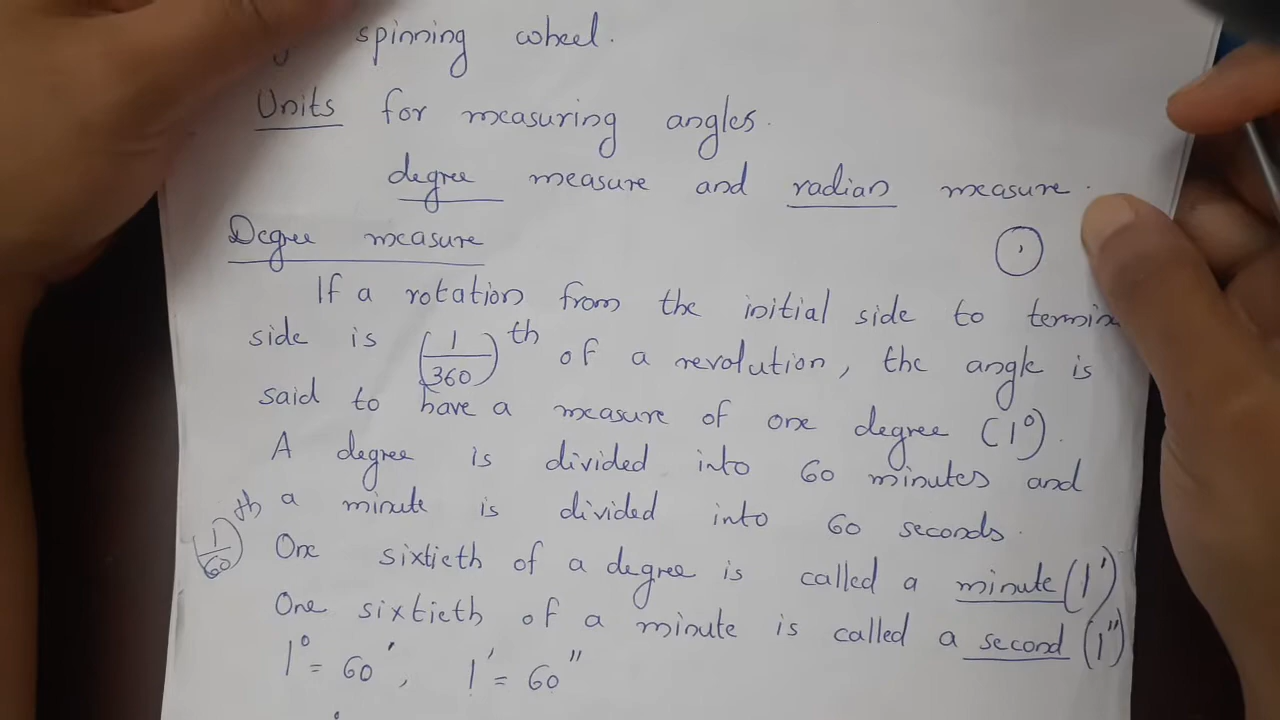 spinning wheel.
Units for measuring angles.
degree measure and radian measure.
Degree measure
If a rotation from the initial side to termin
side is (1/360)th of a revolution, the angle is
said to have a measure of one degree (1°).
A degree is divided into 60 minutes and
a minute is divided into 60 seconds.
(1/60)th One sixtieth of a degree is called a minute (1')
One sixtieth of a minute is called a second (1")
1° = 60', 1' = 60"